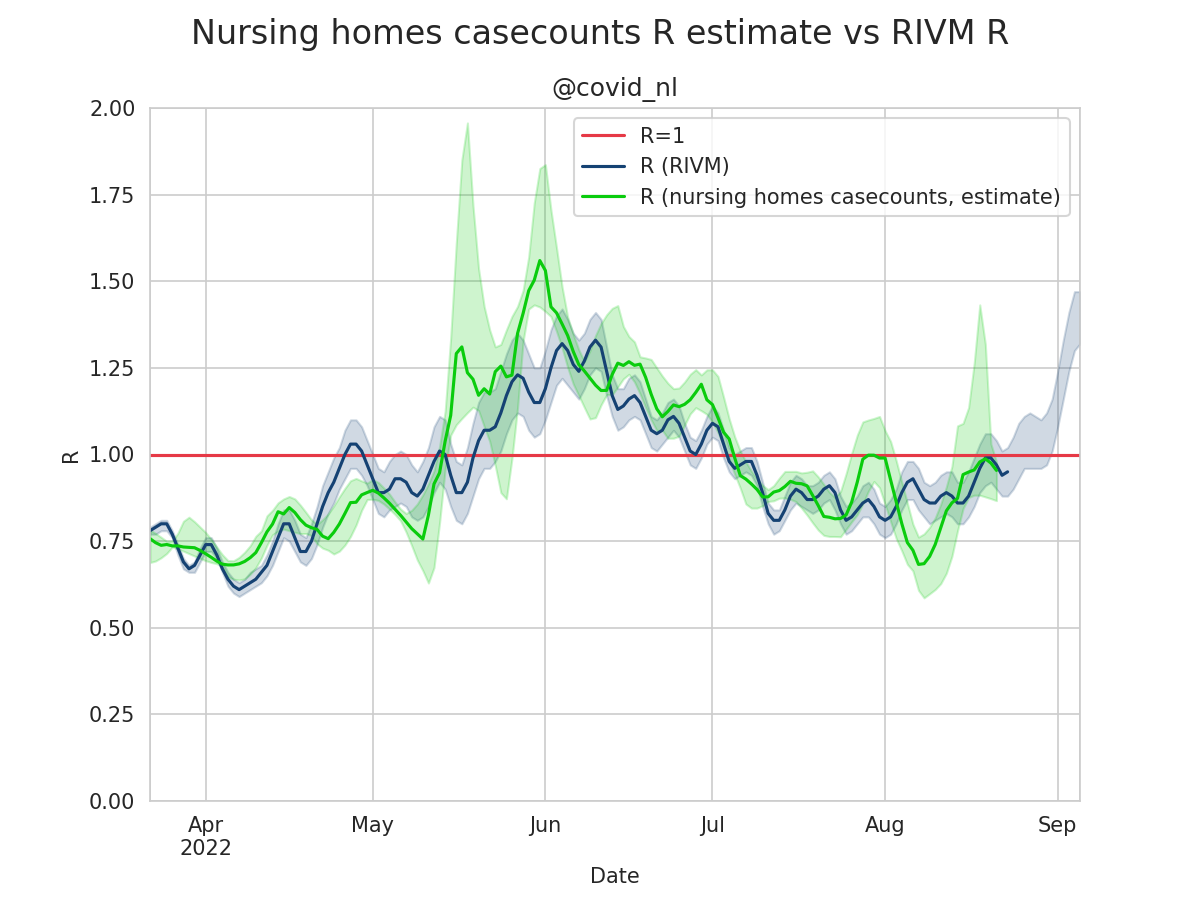 Nursing homes casecounts R estimate vs RIVM R
@covid_nl
R=1
R (RIVM)
R (nursing homes casecounts, estimate)
2.00
1.75
1.50
1.25
1.00
0.75
0.50
0.25
0.00
R
Apr May Jun Jul Aug Sep
2022
Date